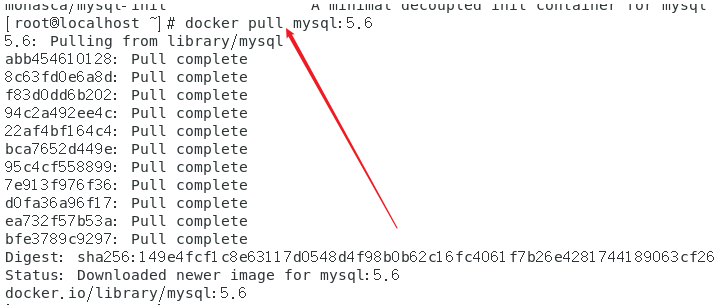 monasca/mysql-init                A minimal decoupled init container for mysql
[root@localhost ~]# docker pull mysql:5.6
5.6: Pulling from library/mysql
abb454610128: Pull complete
8c63fd0e6a8d: Pull complete
f83d0dd6b202: Pull complete
94c2a492ee4c: Pull complete
22af4bf164c4: Pull complete
bca7652d449e: Pull complete
95c4cf558899: Pull complete
7e913f976f36: Pull complete
d0fa36a96f17: Pull complete
ea732f57b53a: Pull complete
bfe3789c9297: Pull complete
Digest: sha256:149e4fcf1c8e63117d0548d4f98b0b62c16fc4061f7b26e4281744189063cf26
Status: Downloaded newer image for mysql:5.6
docker.io/library/mysql:5.6